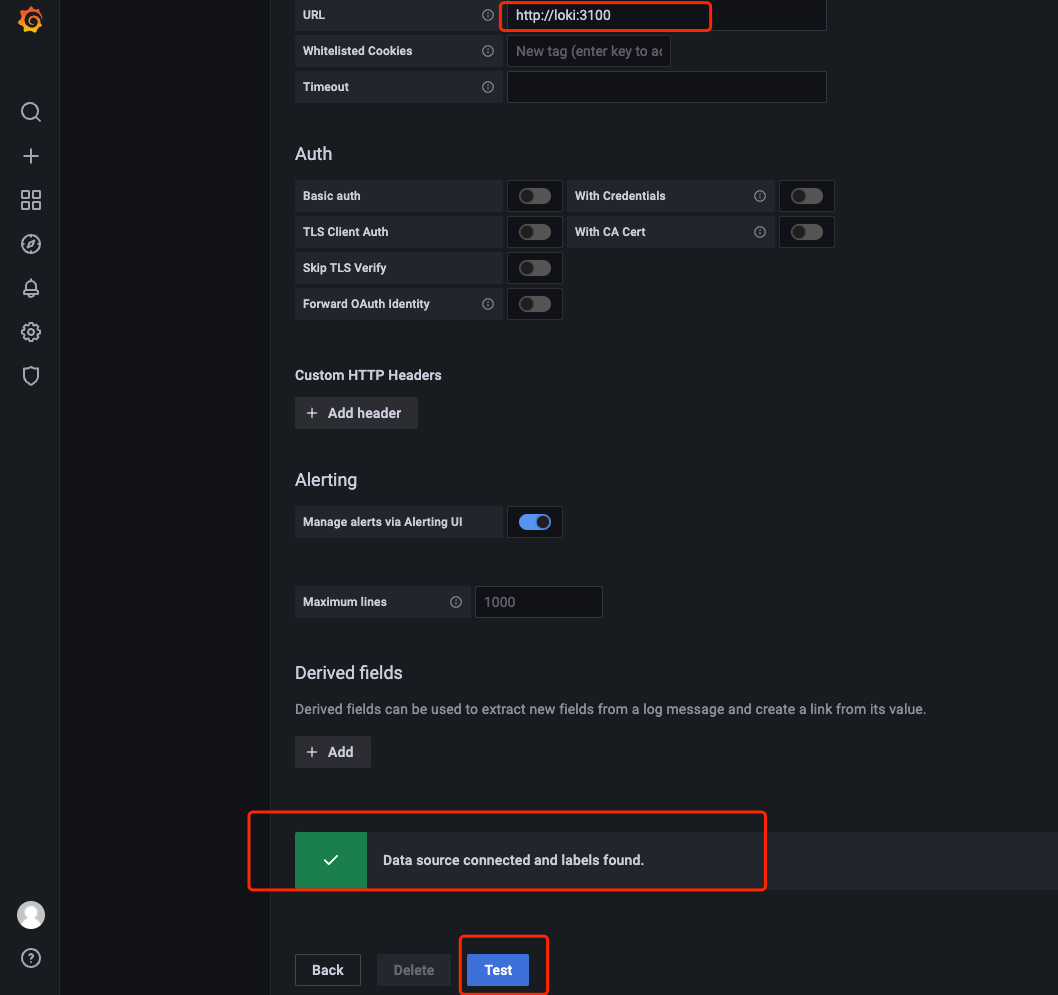 URL http://loki:3100
Whitelisted Cookies New tag (enter key to ac
Timeout
Auth
Basic auth With Credentials
TLS Client Auth With CA Cert
Skip TLS Verify
Forward OAuth Identity
Custom HTTP Headers
+ Add header
Alerting
Manage alerts via Alerting UI
Maximum lines 1000
Derived fields
Derived fields can be used to extract new fields from a log message and create a link from its value.
+ Add
Data source connected and labels found.
Back Delete Test